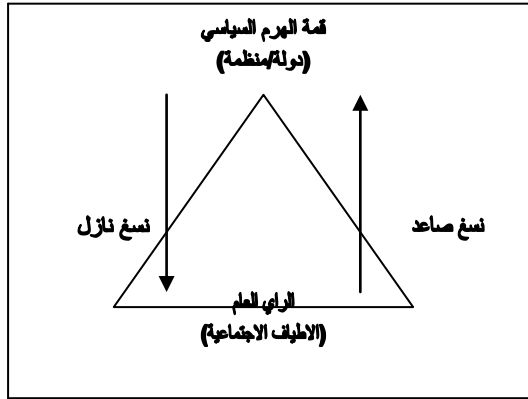 قمة الهرم السياسي
(دولة/منظمة)
نسغ صاعد
نسغ نازل
الراي العام
(الاطياف الاجتماعية)